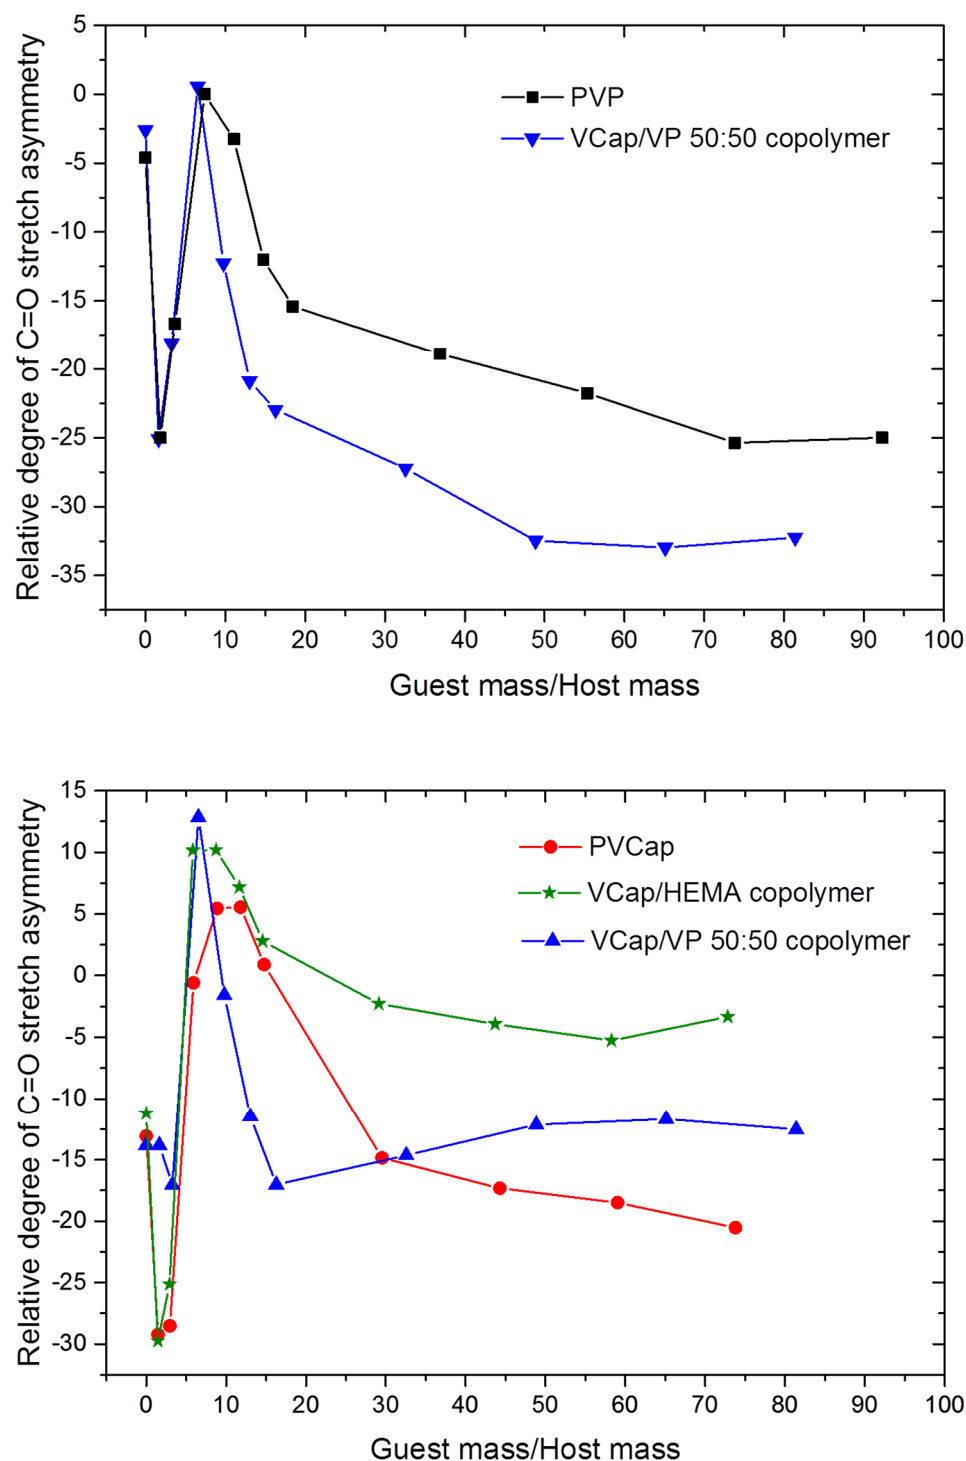 Relative degree of C=O stretch asymmetry
5
0
-5
-10
-15
-20
-25
-30
-35
PVP
VCap/VP 50:50 copolymer
0 10 20 30 40 50 60 70 80 90 100
Guest mass/Host mass
Relative degree of C=O stretch asymmetry
15
10
5
0
-5
-10
-15
-20
-25
-30
PVCap
VCap/HEMA copolymer
VCap/VP 50:50 copolymer
0 10 20 30 40 50 60 70 80 90 100
Guest mass/Host mass